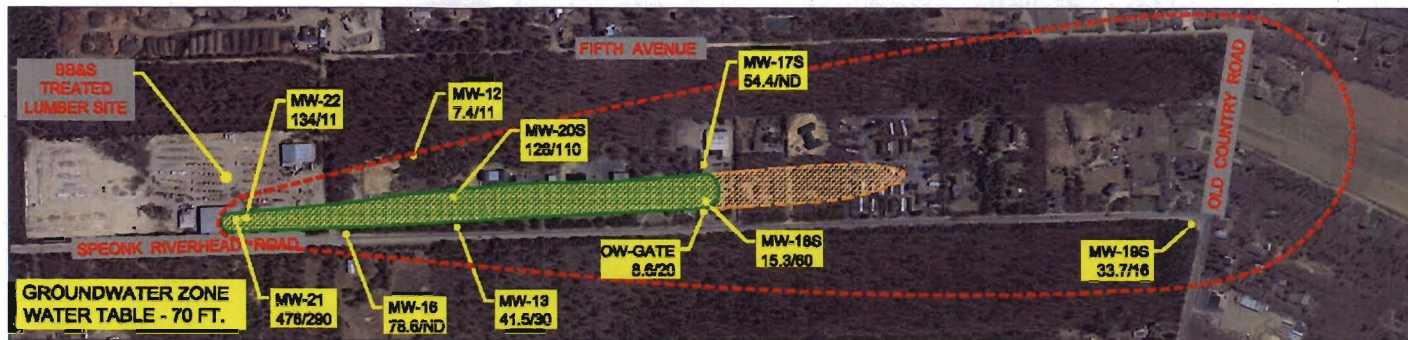 FIFTH AVENUE
BB&S
TREATED
LUMBER SITE
MW-22
134/11
MW-12
7.4/11
MW-20S
126/110
MW-17S
54.4/ND
OLD COUNTRY ROAD
SPEONK RIVERHEAD ROAD
GROUNDWATER ZONE
WATER TABLE - 70 FT.
MW-21
476/290
MW-16
78.6/ND
MW-13
41.5/30
OW-GATE
8.6/20
MW-18S
15.3/60
MW-19S
33.7/16